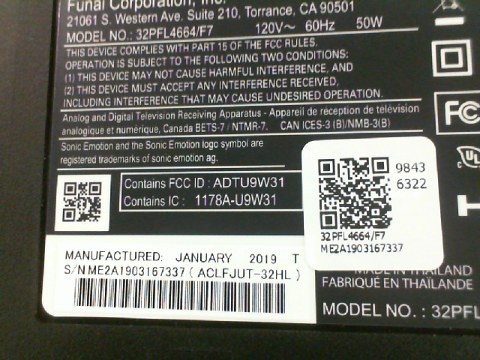 Funai Corporation, Inc.
21061 S. Western Ave. Suite 210, Torrance, CA 90501
MODEL NO.: 32PFL4664/F7 120V~ 60Hz 50W
THIS DEVICE COMPLIES WITH PART 15 OF THE FCC RULES.
OPERATION IS SUBJECT TO THE FOLLOWING TWO CONDITIONS:
(1) THIS DEVICE MAY NOT CAUSE HARMFUL INTERFERENCE, AND
(2) THIS DEVICE MUST ACCEPT ANY INTERFERENCE RECEIVED,
INCLUDING INTERFERENCE THAT MAY CAUSE UNDESIRED OPERATION.
Analog and Digital Television Receiving Apparatus - Appareil de réception de télévision
analogique et numérique, Canada BETS-7 / NTMR-7. CAN ICES-3 (B)/NMB-3(B)
Sonic Emotion and the Sonic Emotion logo symbol are
registered trademarks of sonic emotion ag.
FC
UL
Contains FCC ID : ADTU9W31
Contains IC : 1178A-U9W31
9843
6322
32PFL4664/F7
ME2A1903167337
H
MANUFACTURED: JANUARY 2019 T
S/N ME2A1903167337 ( ACLFJUT-32HL )
MADE IN THAILAND
FABRIQUÉ EN THAÏLANDE
MODEL NO. : 32PFL